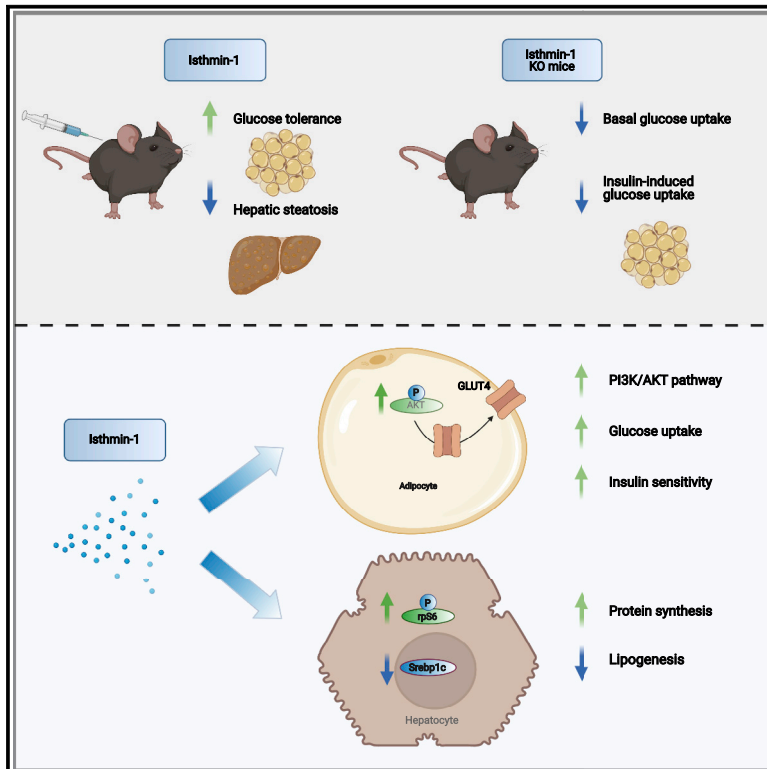 Isthmin-1
Glucose tolerance
Hepatic steatosis
Isthmin-1
KO mice
Basal glucose uptake
Insulin-induced
glucose uptake
Isthmin-1
P
AKT
GLUT4
Adipocyte
PI3K/AKT pathway
Glucose uptake
Insulin sensitivity
P
rpS6
Srebp1c
Hepatocyte
Protein synthesis
Lipogenesis